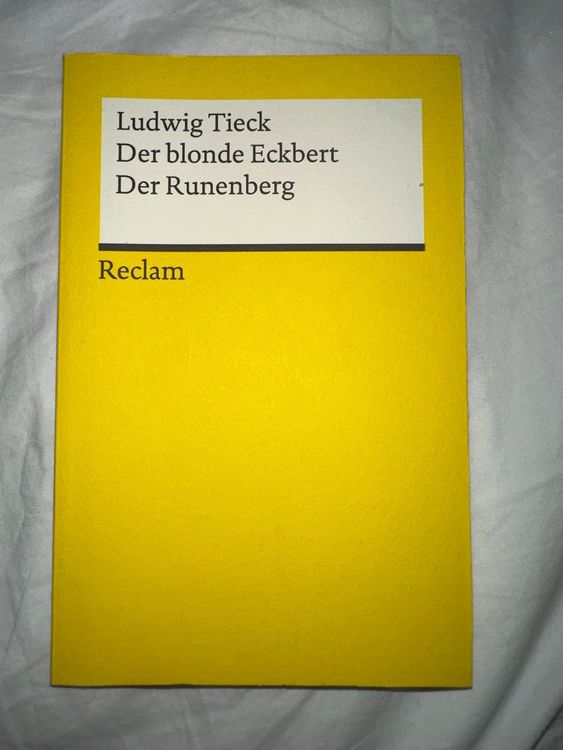 Ludwig Tieck
Der blonde Eckbert
Der Runenberg
Reclam